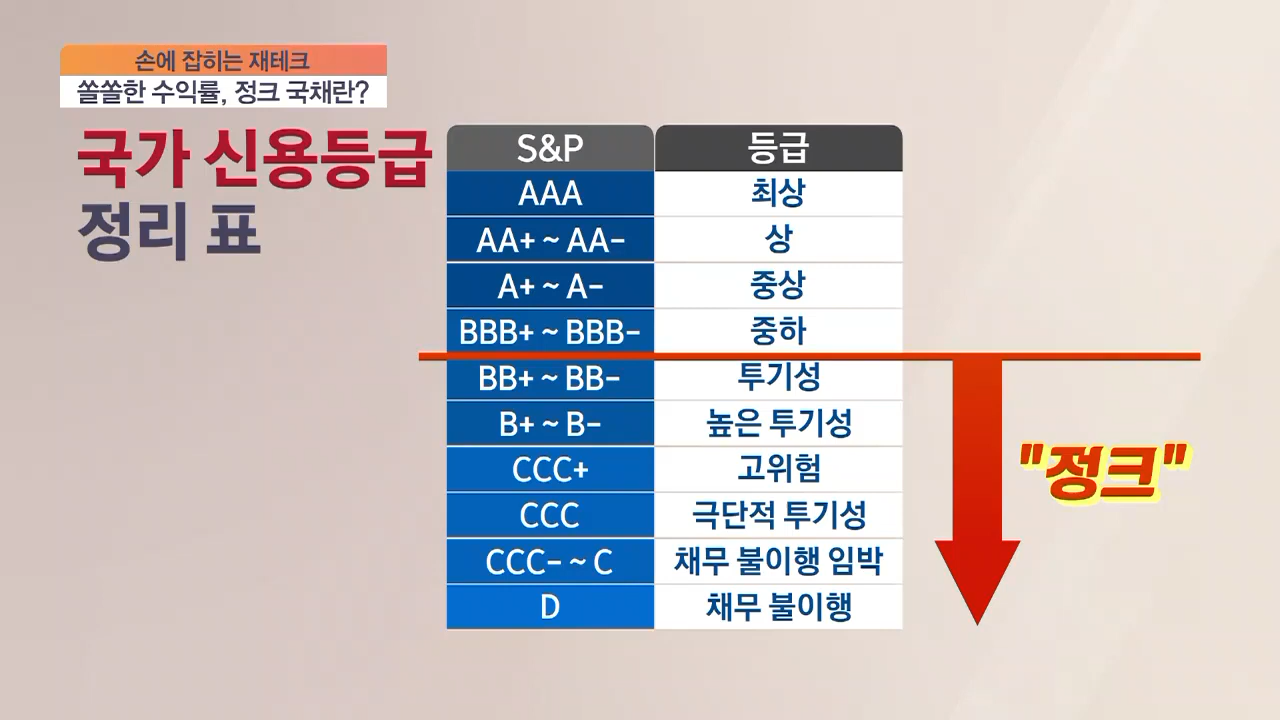 손에 잡히는 재테크
쏠쏠한 수익률, 정크 국채란?
국가 신용등급
정리 표
S&P 등급
AAA 최상
AA+ ~ AA- 상
A+ ~ A- 중상
BBB+ ~ BBB- 중하
BB+ ~ BB- 투기성
B+ ~ B- 높은 투기성
CCC+ 고위험
CCC 극단적 투기성
CCC- ~ C 채무 불이행 임박
D 채무 불이행
"정크"